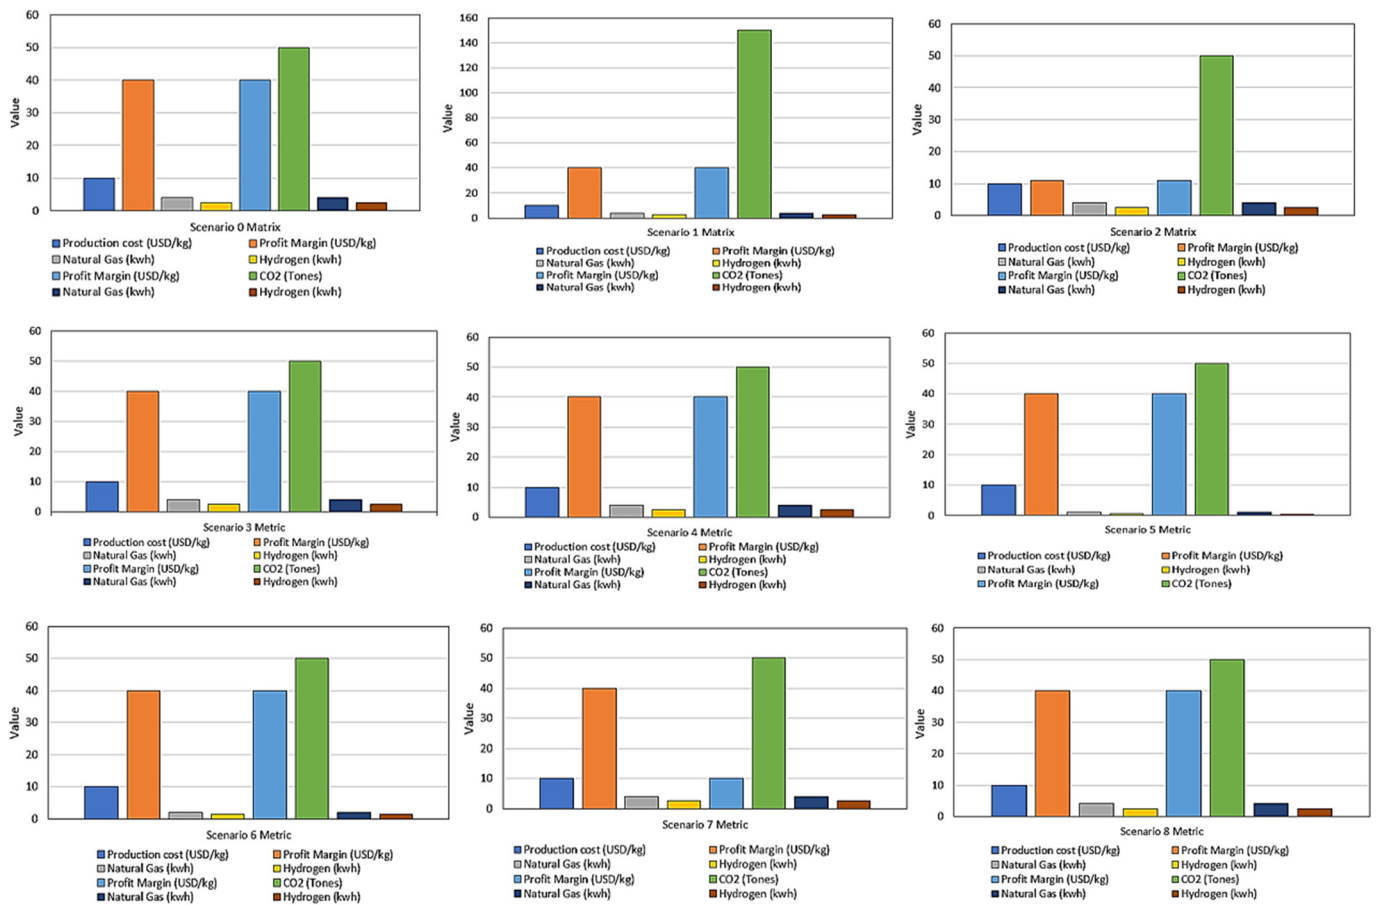 60
50
40
30
20
10
0
Value
Scenario 0 Matrix
Production cost (USD/kg) Profit Margin (USD/kg)
Natural Gas (kwh) Hydrogen (kwh)
Profit Margin (USD/kg) CO2 (Tones)
Natural Gas (kwh) Hydrogen (kwh)
160
140
120
100
80
60
40
20
0
Value
Scenario 1 Matrix
Production cost (USD/kg) Profit Margin (USD/kg)
Natural Gas (kwh) Hydrogen (kwh)
Profit Margin (USD/kg) CO2 (Tones)
Natural Gas (kwh) Hydrogen (kwh)
60
50
40
30
20
10
0
Value
Scenario 2 Matrix
Production cost (USD/kg) Profit Margin (USD/kg)
Natural Gas (kwh) Hydrogen (kwh)
Profit Margin (USD/kg) CO2 (Tones)
Natural Gas (kwh) Hydrogen (kwh)
60
50
40
30
20
10
0
Value
Scenario 3 Metric
Production cost (USD/kg) Profit Margin (USD/kg)
Natural Gas (kwh) Hydrogen (kwh)
Profit Margin (USD/kg) CO2 (Tones)
Natural Gas (kwh) Hydrogen (kwh)
60
50
40
30
20
10
0
Value
Scenario 4 Metric
Production cost (USD/kg) Profit Margin (USD/kg)
Natural Gas (kwh) Hydrogen (kwh)
Profit Margin (USD/kg) CO2 (Tones)
Natural Gas (kwh) Hydrogen (kwh)
60
50
40
30
20
10
0
Value
Scenario 5 Metric
Production cost (USD/kg) Profit Margin (USD/kg)
Natural Gas (kwh) Hydrogen (kwh)
Profit Margin (USD/kg) CO2 (Tones)
60
50
40
30
20
10
0
Value
Scenario 6 Metric
Production cost (USD/kg) Profit Margin (USD/kg)
Natural Gas (kwh) Hydrogen (kwh)
Profit Margin (USD/kg) CO2 (Tones)
Natural Gas (kwh) Hydrogen (kwh)
60
50
40
30
20
10
0
Value
Scenario 7 Metric
Production cost (USD/kg) Profit Margin (USD/kg)
Natural Gas (kwh) Hydrogen (kwh)
Profit Margin (USD/kg) CO2 (Tones)
Natural Gas (kwh) Hydrogen (kwh)
60
50
40
30
20
10
0
Value
Scenario 8 Metric
Production cost (USD/kg) Profit Margin (USD/kg)
Natural Gas (kwh) Hydrogen (kwh)
Profit Margin (USD/kg) CO2 (Tones)
Natural Gas (kwh) Hydrogen (kwh)